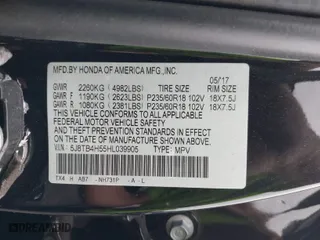 MFD.BY HONDA OF AMERICA MFG.,INC. 05/17
GVWR 2260KG (4982LBS) TIRE SIZE RIM SIZE
GAWR F 1190KG (2623LBS) P235/60R18 102V 18X7.5J
GAWR R 1080KG (2381LBS) P235/60R18 102V 18X7.5J
THIS VEHICLE CONFORMS TO ALL APPLICABLE
FEDERAL MOTOR VEHICLE SAFETY AND THEFT
PREVENTION STANDARDS IN EFFECT ON THE DATE
OF MANUFACTURE SHOWN ABOVE.
V.I.N.: 5J8TB4H55HL039905 TYPE: MPV
TX4 H AB7 - NH731P - A - L